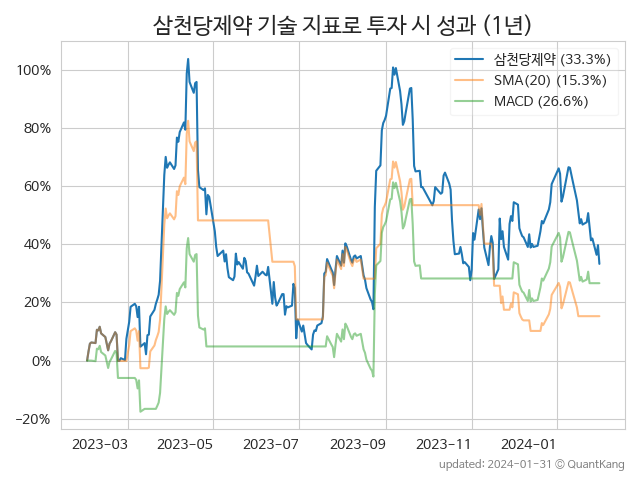 삼천당제약 기술 지표로 투자 시 성과 (1년)
삼천당제약 (33.3%)
SMA(20) (15.3%)
MACD (26.6%)
100%
80%
60%
40%
20%
0%
−20%
2023-03
2023-05
2023-07
2023-09
2023-11
2024-01
updated: 2024-01-31 © QuantKang